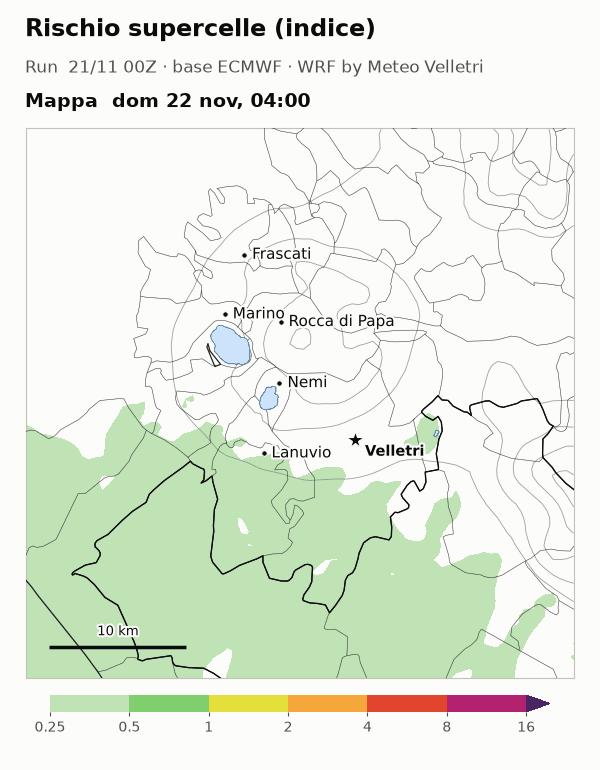 Rischio supercelle (indice)
Run  21/11 00Z · base ECMWF · WRF by Meteo Velletri
Mappa  dom 22 nov, 04:00
Frascati
Marino
Rocca di Papa
Nemi
Velletri
Lanuvio
10 km
0.25 0.5 1 2 4 8 16